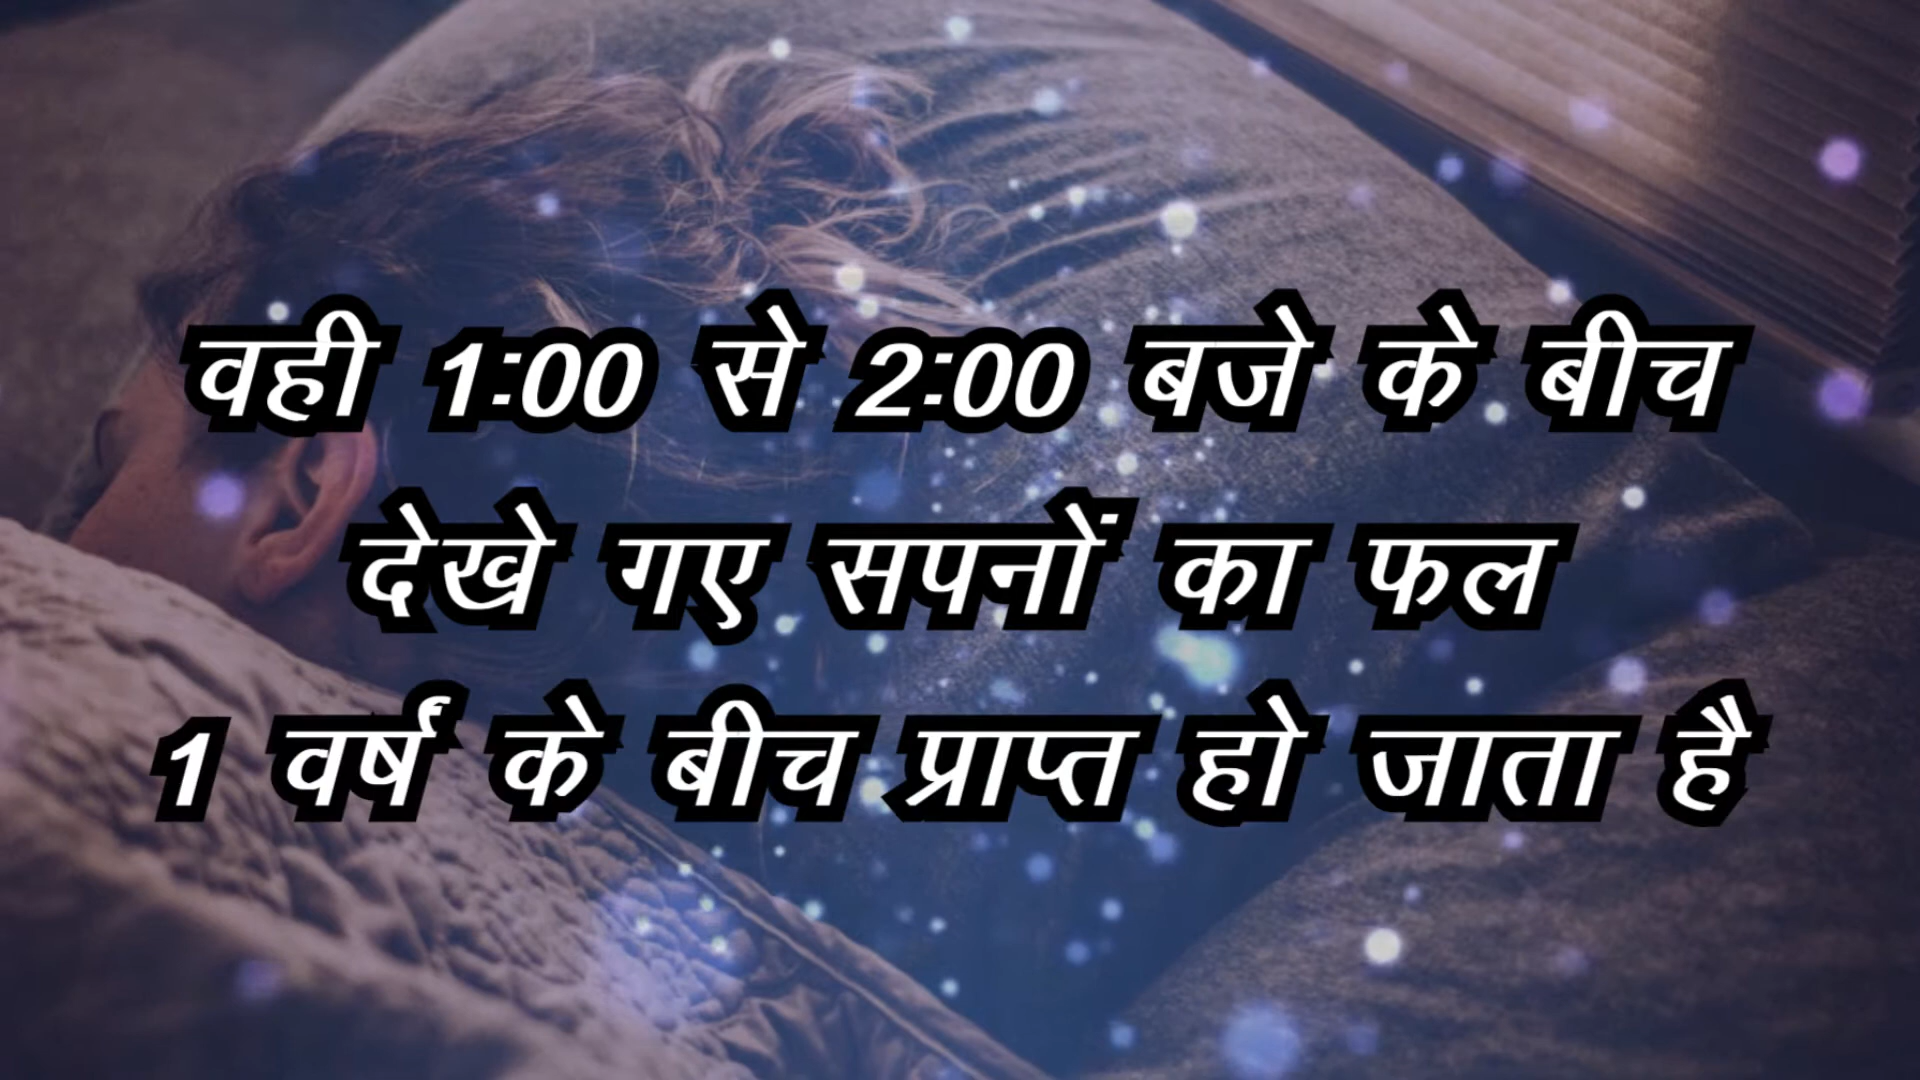 वही 1:00 से 2:00 बजे के बीच
देखे गए सपनों का फल
1 वर्षं के बीच प्राप्त हो जाता है